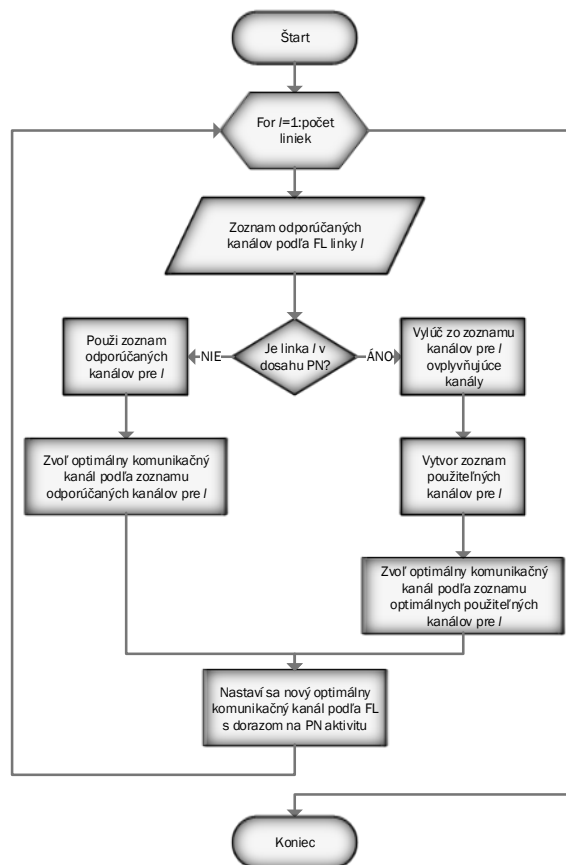 Štart
For l=1:počet
liniek
Zoznam odporúčaných
kanálov podľa FL linky l
Je linka l v
dosahu PN?
NIE
Použi zoznam
odporúčaných
kanálov pre l
Zvoľ optimálny komunikačný
kanál podľa zoznamu
odporúčaných kanálov pre l
ÁNO
Vylúč zo zoznamu
kanálov pre l
ovplyvňujúce
kanály
Vytvor zoznam
použiteľných
kanálov pre l
Zvoľ optimálny komunikačný
kanál podľa zoznamu
optimálnych použiteľných
kanálov pre l
Nastaví sa nový optimálny
komunikačný kanál podľa FL
s dorazom na PN aktivitu
Koniec